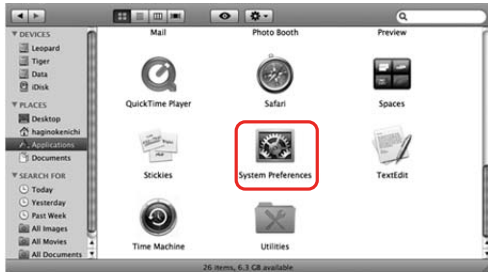 DEVICES
Leopard
Tiger
Data
iDisk
PLACES
Desktop
haginokenichi
Applications
Documents
SEARCH FOR
Today
Yesterday
Past Week
All Images
All Movies
All Documents
Mail Photo Booth Preview
QuickTime Player Safari Spaces
Stickies System Preferences TextEdit
Time Machine Utilities
26 items, 6.3 GB available